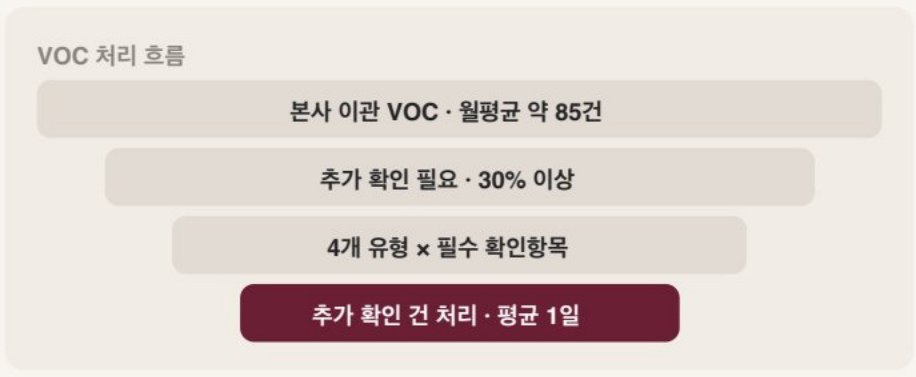 VOC 처리 흐름
본사 이관 VOC · 월평균 약 85건
추가 확인 필요 · 30% 이상
4개 유형 × 필수 확인항목
추가 확인 건 처리 · 평균 1일